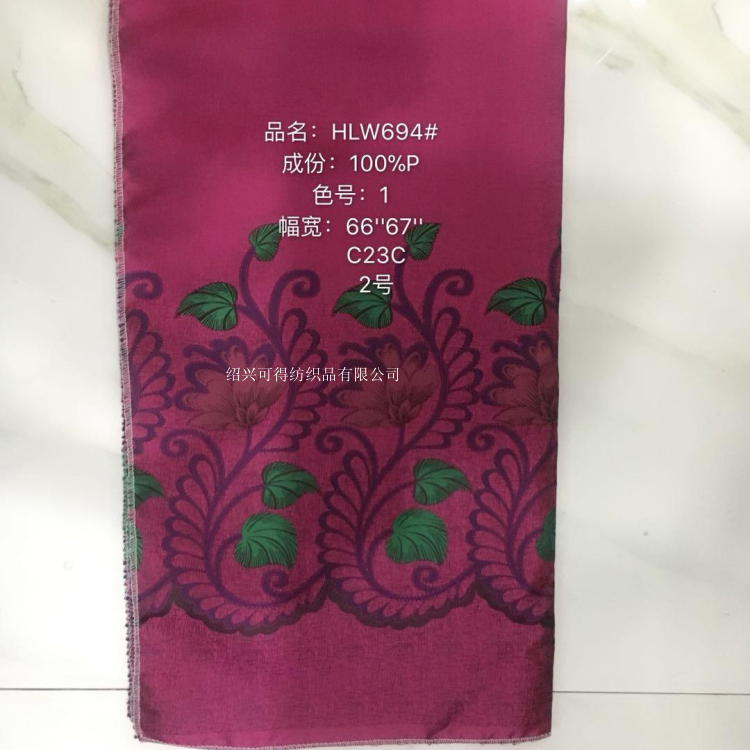 品名：HLW694#
成份：100%P
色号：1
幅宽：66''67''
C23C
2号
绍兴可得纺织品有限公司